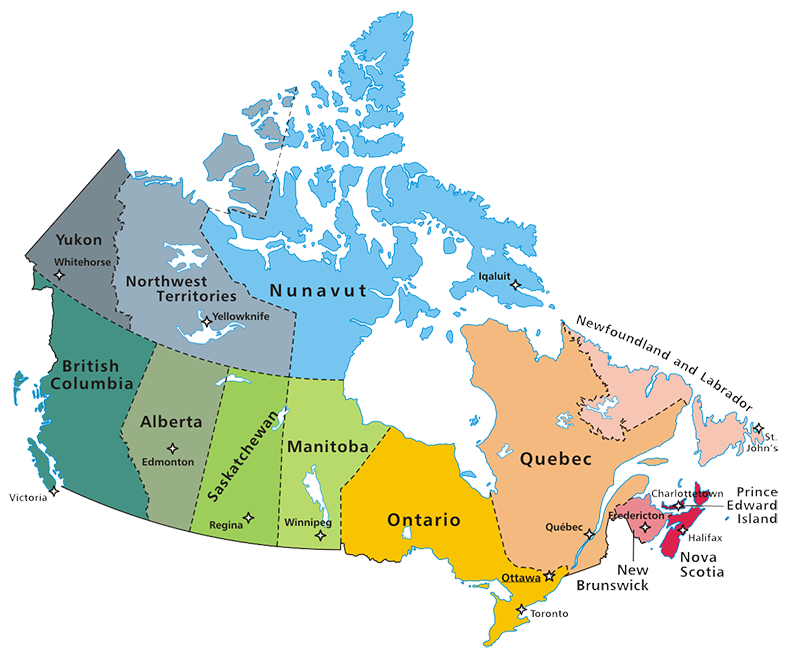 Yukon
Whitehorse
Northwest
Territories
Yellowknife
Nunavut
Iqaluit
British
Columbia
Victoria
Alberta
Edmonton
Saskatchewan
Regina
Manitoba
Winnipeg
Ontario
Ottawa
Toronto
Quebec
Québec
Newfoundland and Labrador
St.
John's
Charlottetown
Prince
Edward
Island
Fredericton
New
Brunswick
Halifax
Nova
Scotia